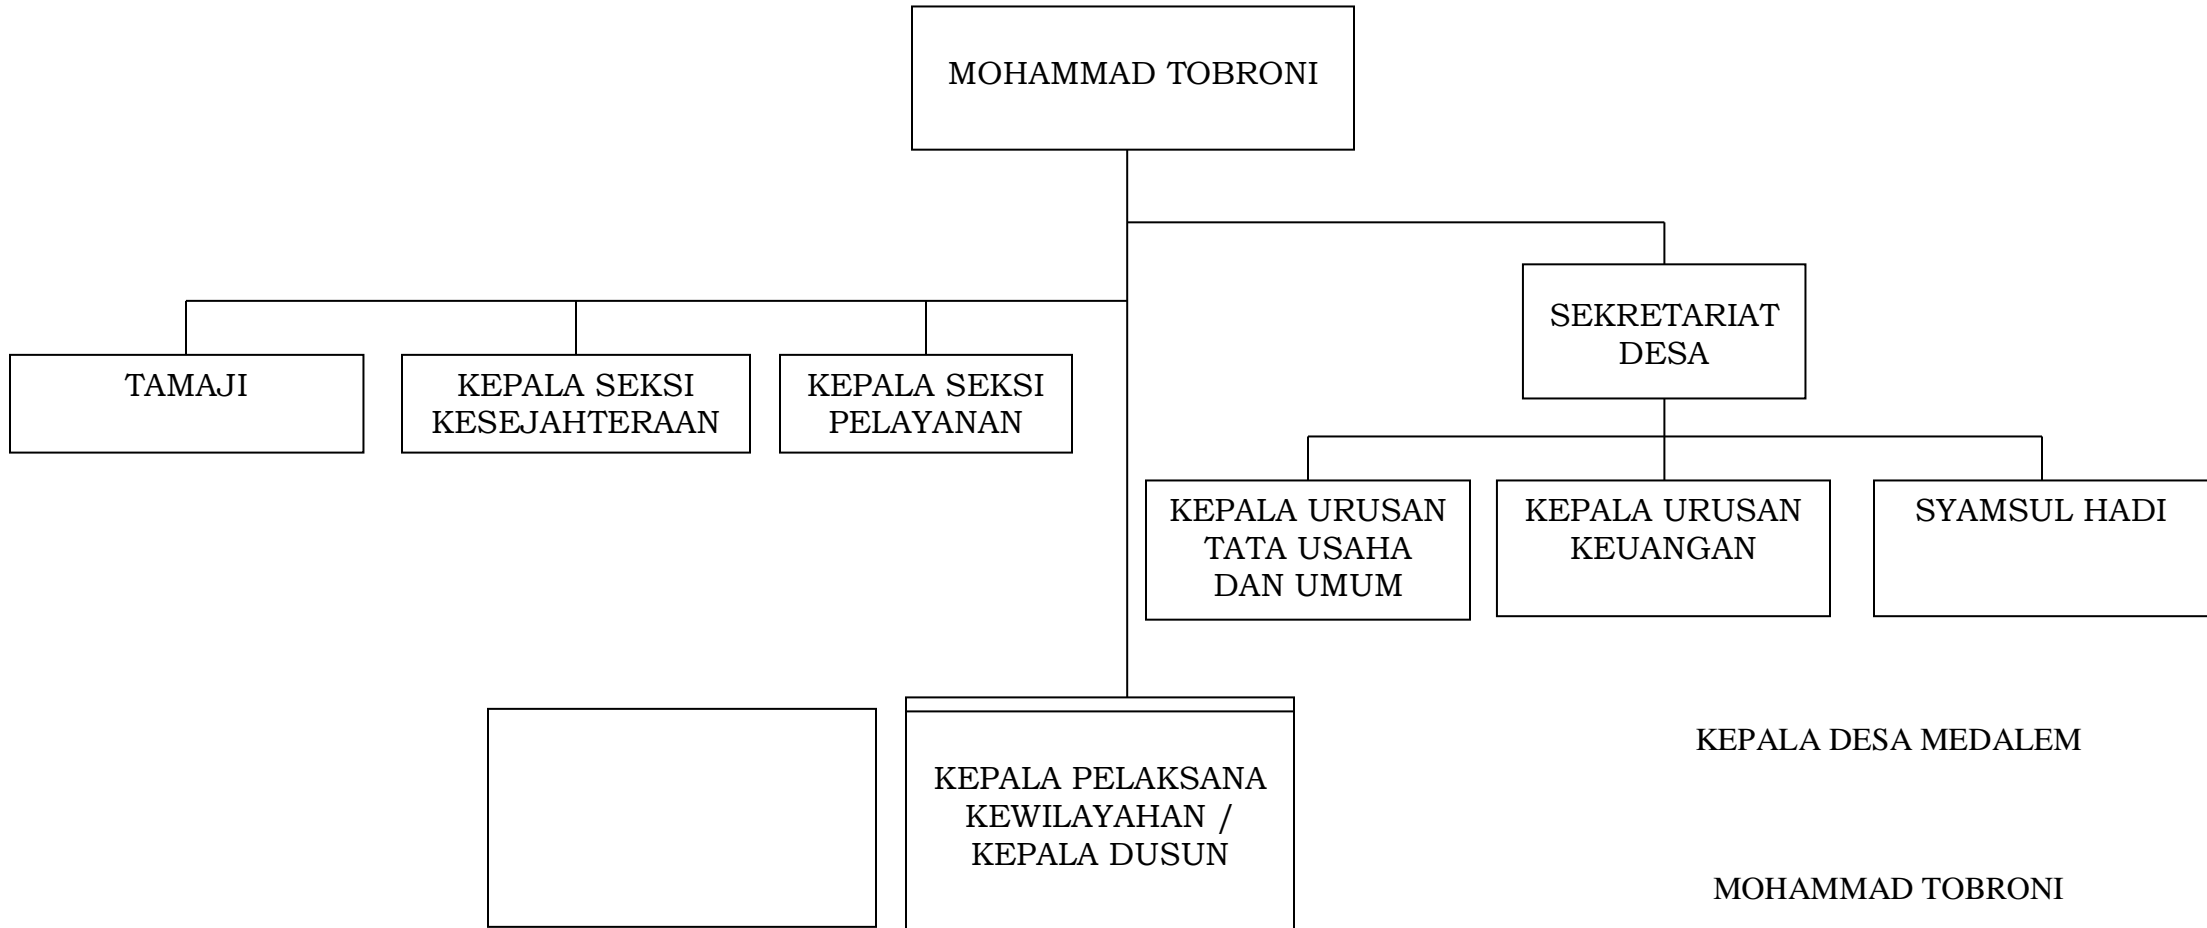 MOHAMMAD TOBRONI
SEKRETARIAT
DESA
TAMAJI
KEPALA SEKSI
KESEJAHTERAAN
KEPALA SEKSI
PELAYANAN
KEPALA URUSAN
TATA USAHA
DAN UMUM
KEPALA URUSAN
KEUANGAN
SYAMSUL HADI
KEPALA PELAKSANA
KEWILAYAHAN /
KEPALA DUSUN
KEPALA DESA MEDALEM
MOHAMMAD TOBRONI